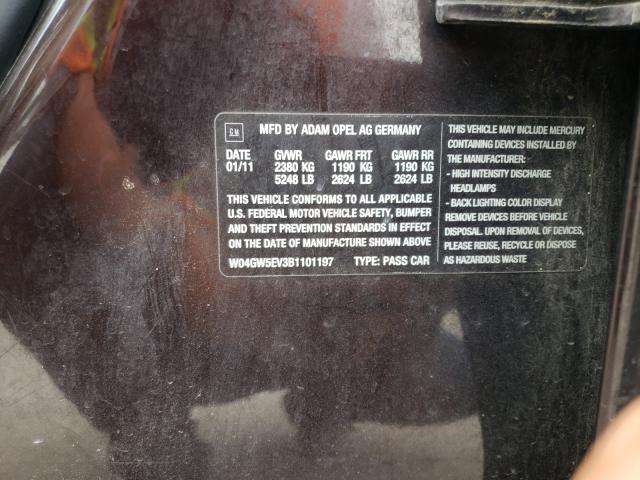 GM
MFD BY ADAM OPEL AG GERMANY
DATE GVWR GAWR FRT GAWR RR
01/11 2380 KG 1190 KG 1190 KG
5248 LB 2624 LB 2624 LB
THIS VEHICLE CONFORMS TO ALL APPLICABLE
U.S. FEDERAL MOTOR VEHICLE SAFETY, BUMPER
AND THEFT PREVENTION STANDARDS IN EFFECT
ON THE DATE OF MANUFACTURE SHOWN ABOVE
W04GW5EV3B1101197 TYPE: PASS CAR
THIS VEHICLE MAY INCLUDE MERCURY
CONTAINING DEVICES INSTALLED BY
THE MANUFACTURER:
- HIGH INTENSITY DISCHARGE
HEADLAMPS
- BACK LIGHTING COLOR DISPLAY
REMOVE DEVICES BEFORE VEHICLE
DISPOSAL. UPON REMOVAL OF DEVICES,
PLEASE REUSE, RECYCLE OR DISPOSE
AS HAZARDOUS WASTE